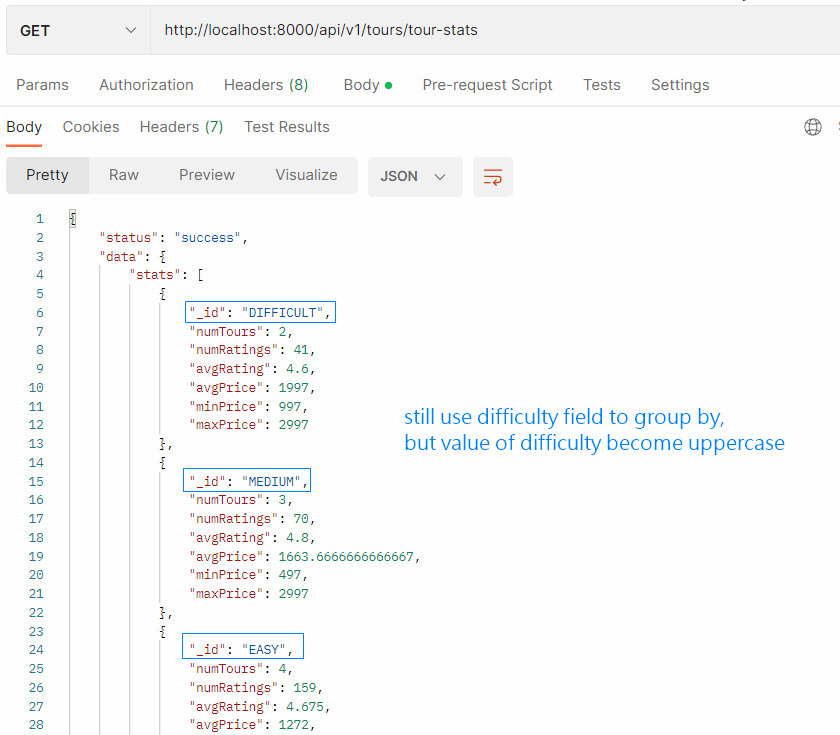 GET http://localhost:8000/api/v1/tours/tour-stats
Params Authorization Headers (8) Body Pre-request Script Tests Settings
Body Cookies Headers (7) Test Results
Pretty Raw Preview Visualize JSON
1 {
2 "status": "success",
3 "data": {
4 "stats": [
5 {
6 "_id": "DIFFICULT",
7 "numTours": 2,
8 "numRatings": 41,
9 "avgRating": 4.6,
10 "avgPrice": 1997,
11 "minPrice": 997,
12 "maxPrice": 2997
13 },
14 {
15 "_id": "MEDIUM",
16 "numTours": 3,
17 "numRatings": 70,
18 "avgRating": 4.8,
19 "avgPrice": 1663.6666666666667,
20 "minPrice": 497,
21 "maxPrice": 2997
22 },
23 {
24 "_id": "EASY",
25 "numTours": 4,
26 "numRatings": 159,
27 "avgRating": 4.675,
28 "avgPrice": 1272,
still use difficulty field to group by,
but value of difficulty become uppercase